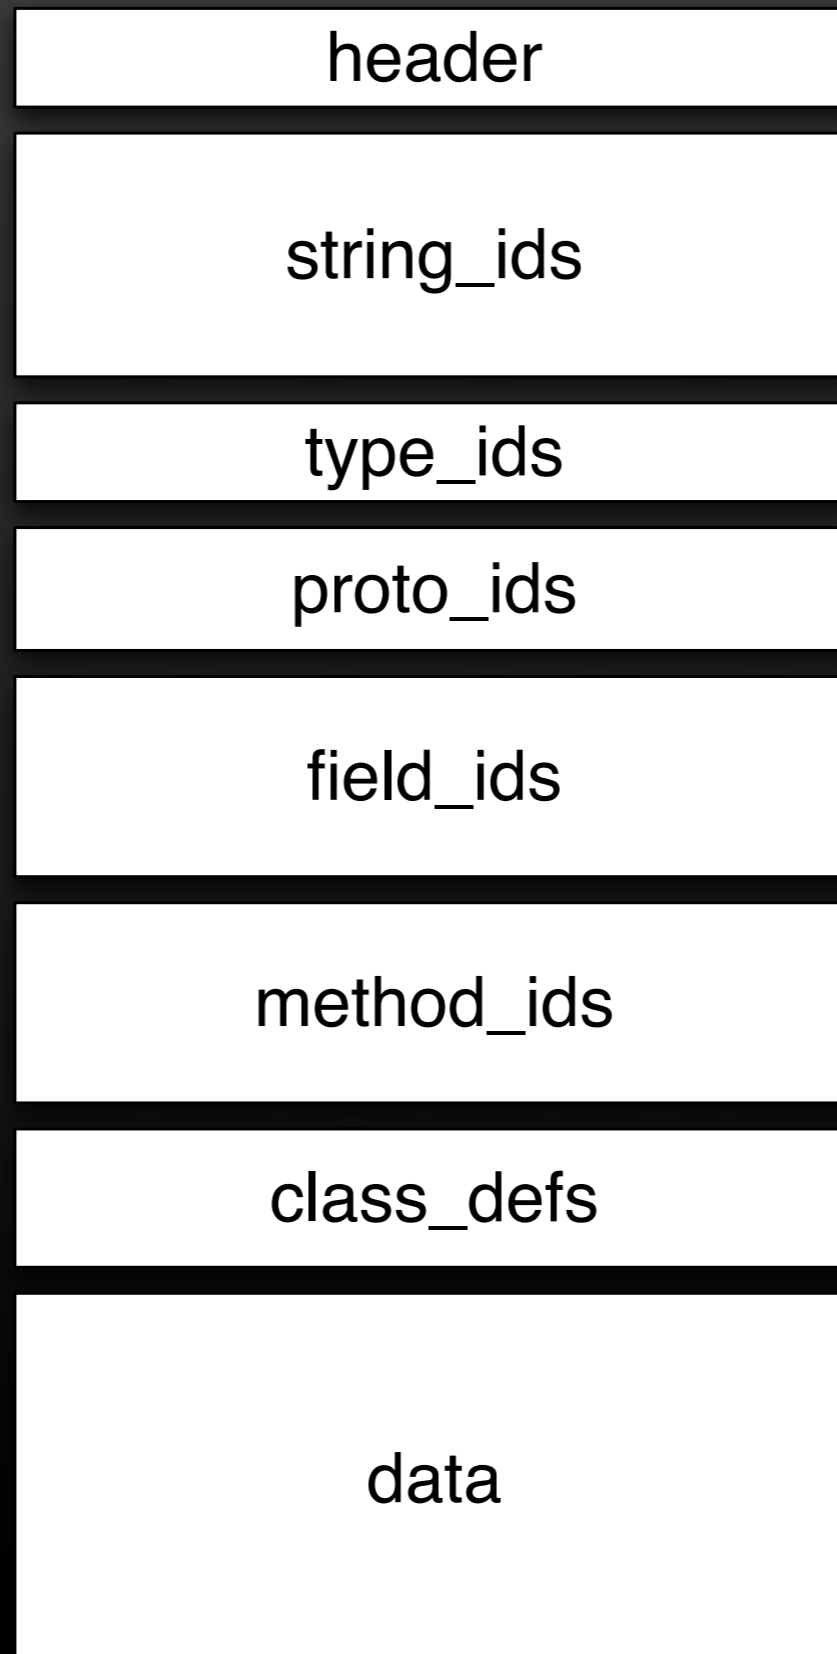 header
string_ids
type_ids
proto_ids
field_ids
method_ids
class_defs
data